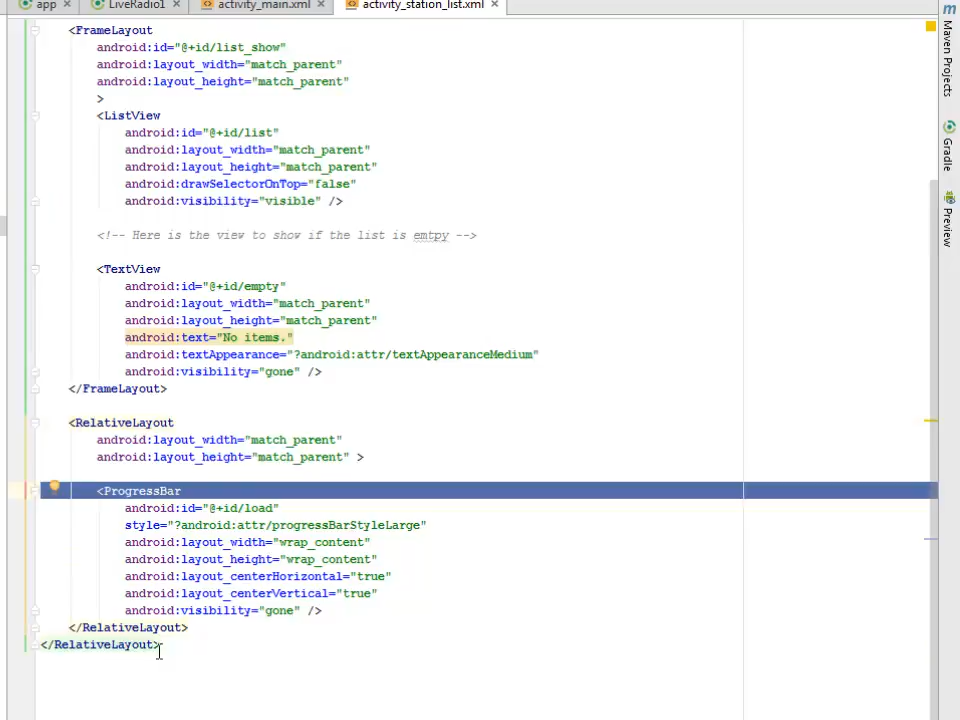 app LiveRadio1 activity_main.xml activity_station_list.xml
<FrameLayout
android:id="@+id/list_show"
android:layout_width="match_parent"
android:layout_height="match_parent"
>
<ListView
android:id="@+id/list"
android:layout_width="match_parent"
android:layout_height="match_parent"
android:drawSelectorOnTop="false"
android:visibility="visible" />
<!-- Here is the view to show if the list is emtpy -->
<TextView
android:id="@+id/empty"
android:layout_width="match_parent"
android:layout_height="match_parent"
android:text="No items."
android:textAppearance="?android:attr/textAppearanceMedium"
android:visibility="gone" />
</FrameLayout>
<RelativeLayout
android:layout_width="match_parent"
android:layout_height="match_parent" >
<ProgressBar
android:id="@+id/load"
style="?android:attr/progressBarStyleLarge"
android:layout_width="wrap_content"
android:layout_height="wrap_content"
android:layout_centerHorizontal="true"
android:layout_centerVertical="true"
android:visibility="gone" />
</RelativeLayout>
</RelativeLayout>
m
Maven Projects
Gradle
Preview